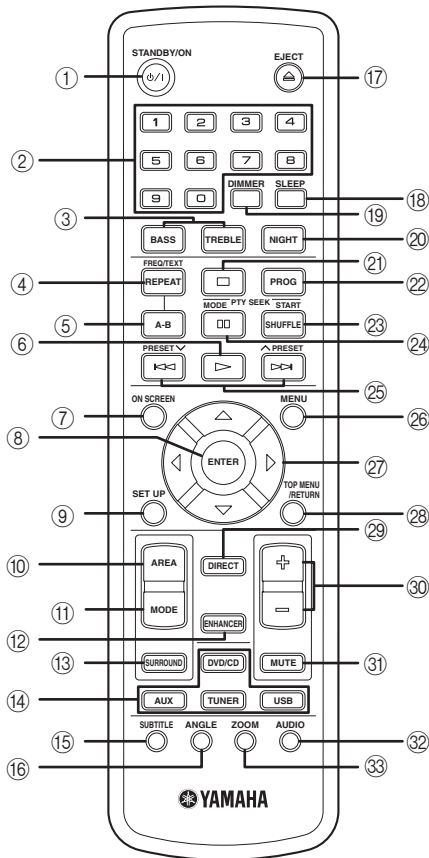 STANDBY/ON EJECT
① ⑰
② 1 2 3 4
5 6 7 8
9 0 DIMMER SLEEP ⑱
⑲
③ BASS TREBLE NIGHT ⑳
㉑
FREQ/TEXT
④ REPEAT PROG ㉒
MODE PTY SEEK START
⑤ A-B SHUFFLE ㉓
⑥ ㉔
PRESET PRESET
㉕
⑦ ON SCREEN MENU ㉖
⑧ ENTER ㉗
⑨ SET UP TOP MENU
/RETURN ㉘
㉙
⑩ AREA DIRECT + ㉚
⑪ MODE −
⑫ ENHANCER
⑬ SURROUND DVD/CD MUTE ㉛
⑭ AUX TUNER USB
⑮ SUBTITLE ANGLE ZOOM AUDIO ㉜
⑯ ㉝
YAMAHA